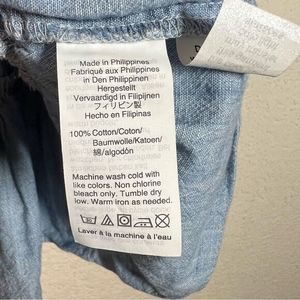 Made in Philippines
Fabriqué aux Philippines
in Den Philippinen
Hergestellt
Vervaardigd in Filipijnen
フィリピン製
Hecho en Filipinas
100% Cotton/Coton/
Baumwolle/Katoen/
綿/algodón
Machine wash cold with
like colors. Non chlorine
bleach only. Tumble dry
low. Warm iron as needed.
Laver à la machine à l'eau